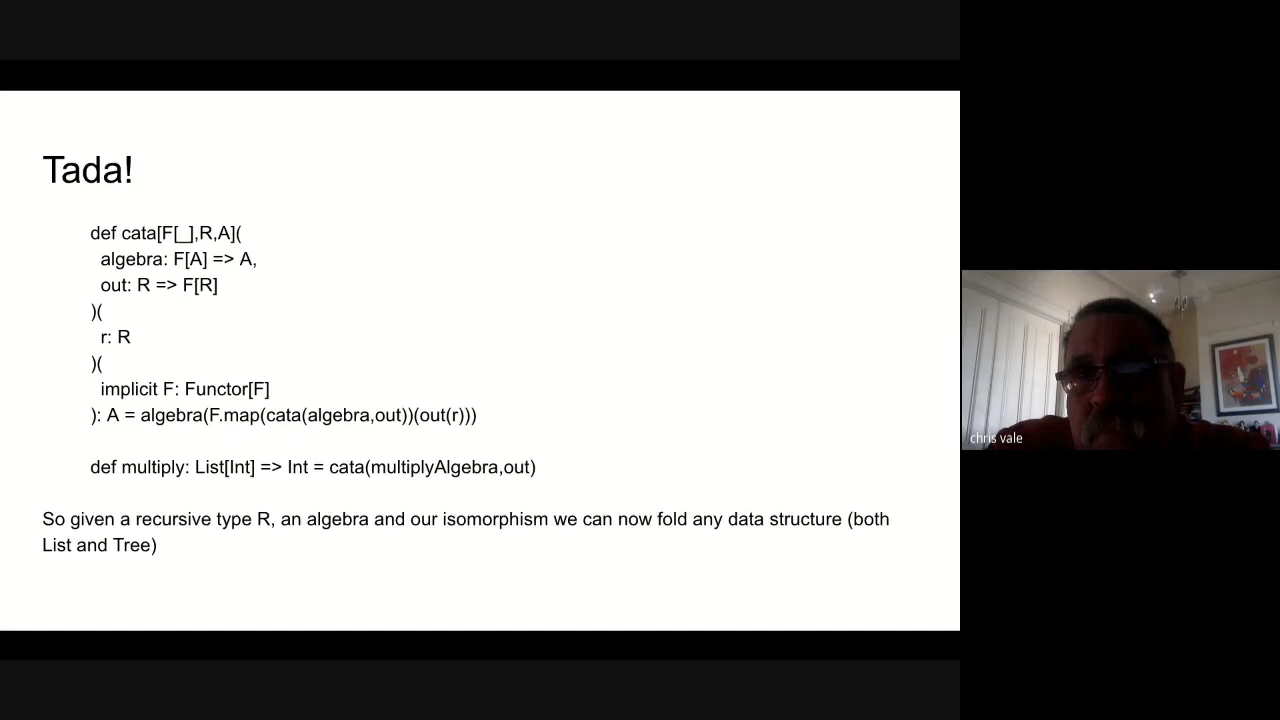 Tada!
def cata[F[_],R,A](
algebra: F[A] => A,
out: R => F[R]
)(
r: R
)(
implicit F: Functor[F]
): A = algebra(F.map(cata(algebra,out))(out(r)))
def multiply: List[Int] => Int = cata(multiplyAlgebra,out)
So given a recursive type R, an algebra and our isomorphism we can now fold any data structure (both
List and Tree)
chris vale